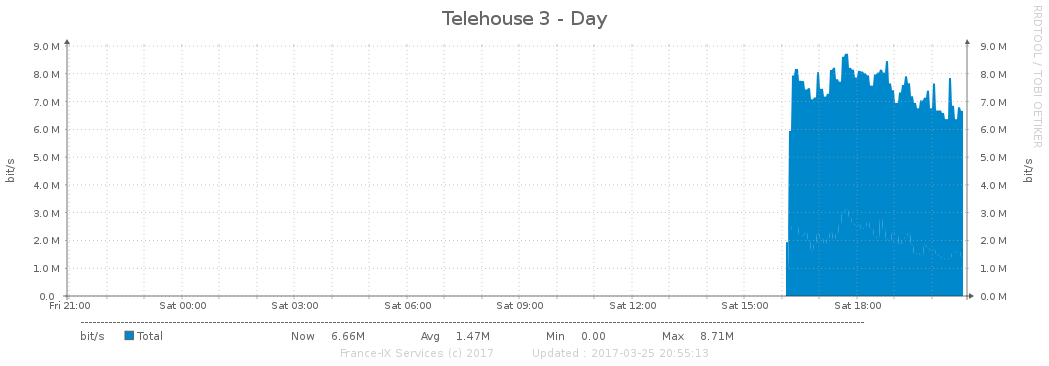 Telehouse 3 - Day
RRDTOOL / TOBI OETIKER
bit/s
9.0 M
8.0 M
7.0 M
6.0 M
5.0 M
4.0 M
3.0 M
2.0 M
1.0 M
0.0
9.0 M
8.0 M
7.0 M
6.0 M
5.0 M
4.0 M
3.0 M
2.0 M
1.0 M
0.0 M
bit/s
Fri 21:00 Sat 00:00 Sat 03:00 Sat 06:00 Sat 09:00 Sat 12:00 Sat 15:00 Sat 18:00
bit/s Total Now 6.66M Avg 1.47M Min 0.00 Max 8.71M
France-IX Services (c) 2017 Updated : 2017-03-25 20:55:13